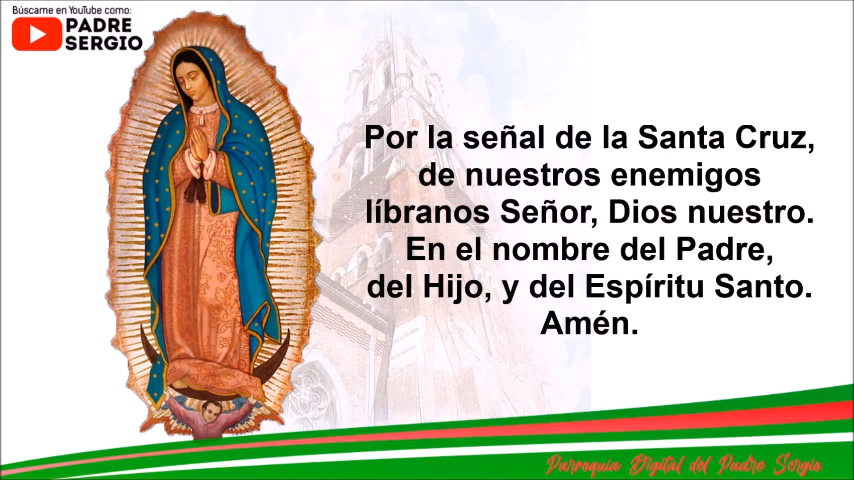 Búscame en YouTube como:
PADRE
SERGIO
Por la señal de la Santa Cruz,
de nuestros enemigos
líbranos Señor, Dios nuestro.
En el nombre del Padre,
del Hijo, y del Espíritu Santo.
Amén.
Parroquia Digital del Padre Sergio